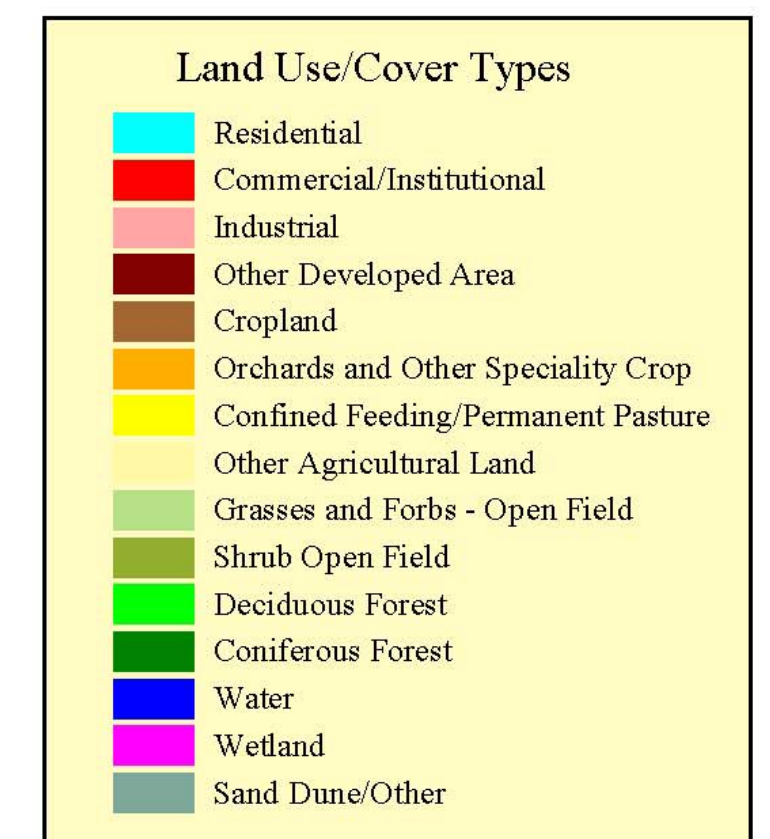 Land Use/Cover Types
Residential
Commercial/Institutional
Industrial
Other Developed Area
Cropland
Orchards and Other Speciality Crop
Confined Feeding/Permanent Pasture
Other Agricultural Land
Grasses and Forbs - Open Field
Shrub Open Field
Deciduous Forest
Coniferous Forest
Water
Wetland
Sand Dune/Other